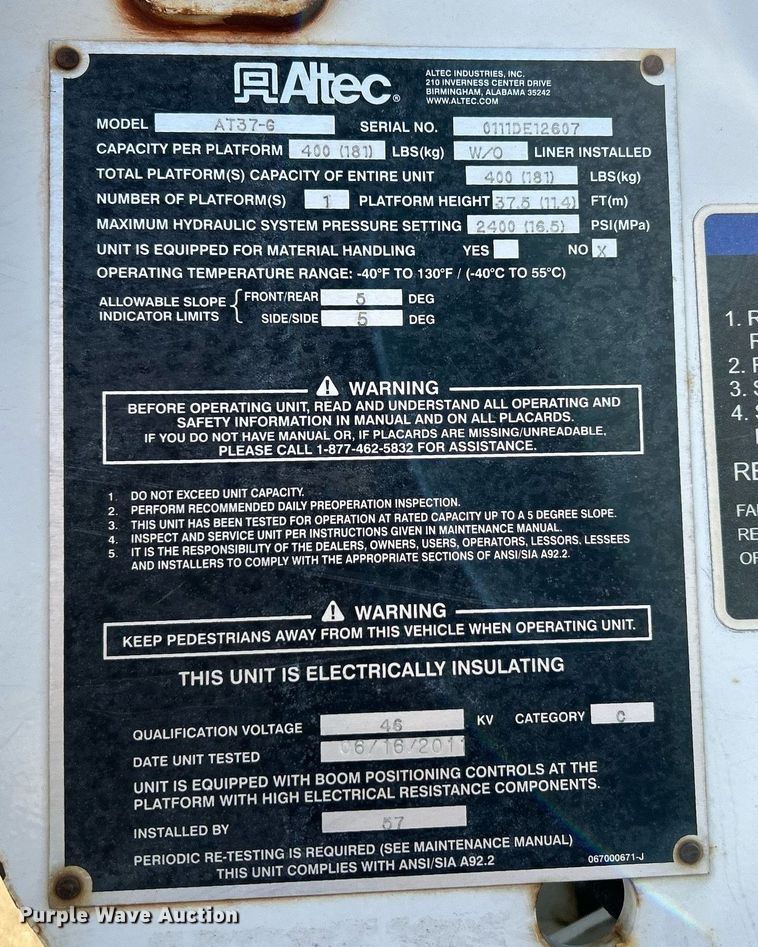 Altec®
ALTEC INDUSTRIES, INC.
210 INVERNESS CENTER DRIVE
BIRMINGHAM, ALABAMA 35242
WWW.ALTEC.COM
MODEL AT37-G SERIAL NO. 0111DE12607
CAPACITY PER PLATFORM 400 (181) LBS(kg) W/O LINER INSTALLED
TOTAL PLATFORM(S) CAPACITY OF ENTIRE UNIT 400 (181) LBS(kg)
NUMBER OF PLATFORM(S) 1 PLATFORM HEIGHT 37.5 (11.4) FT(m)
MAXIMUM HYDRAULIC SYSTEM PRESSURE SETTING 2400 (16.5) PSI(MPa)
UNIT IS EQUIPPED FOR MATERIAL HANDLING YES NO X
OPERATING TEMPERATURE RANGE: -40°F TO 130°F / (-40°C TO 55°C)
ALLOWABLE SLOPE FRONT/REAR 5 DEG
INDICATOR LIMITS SIDE/SIDE 5 DEG
⚠ WARNING
BEFORE OPERATING UNIT, READ AND UNDERSTAND ALL OPERATING AND
SAFETY INFORMATION IN MANUAL AND ON ALL PLACARDS.
IF YOU DO NOT HAVE MANUAL OR, IF PLACARDS ARE MISSING/UNREADABLE,
PLEASE CALL 1-877-462-5832 FOR ASSISTANCE.
1. DO NOT EXCEED UNIT CAPACITY.
2. PERFORM RECOMMENDED DAILY PREOPERATION INSPECTION.
3. THIS UNIT HAS BEEN TESTED FOR OPERATION AT RATED CAPACITY UP TO A 5 DEGREE SLOPE.
4. INSPECT AND SERVICE UNIT PER INSTRUCTIONS GIVEN IN MAINTENANCE MANUAL.
5. IT IS THE RESPONSIBILITY OF THE DEALERS, OWNERS, USERS, OPERATORS, LESSORS, LESSEES
AND INSTALLERS TO COMPLY WITH THE APPROPRIATE SECTIONS OF ANSI/SIA A92.2.
⚠ WARNING
KEEP PEDESTRIANS AWAY FROM THIS VEHICLE WHEN OPERATING UNIT.
THIS UNIT IS ELECTRICALLY INSULATING
QUALIFICATION VOLTAGE 46 KV CATEGORY C
DATE UNIT TESTED 06/16/2011
UNIT IS EQUIPPED WITH BOOM POSITIONING CONTROLS AT THE
PLATFORM WITH HIGH ELECTRICAL RESISTANCE COMPONENTS.
INSTALLED BY 57
PERIODIC RE-TESTING IS REQUIRED (SEE MAINTENANCE MANUAL)
THIS UNIT COMPLIES WITH ANSI/SIA A92.2
067000671-J
1.
2.
3.
4.
Purple Wave Auction